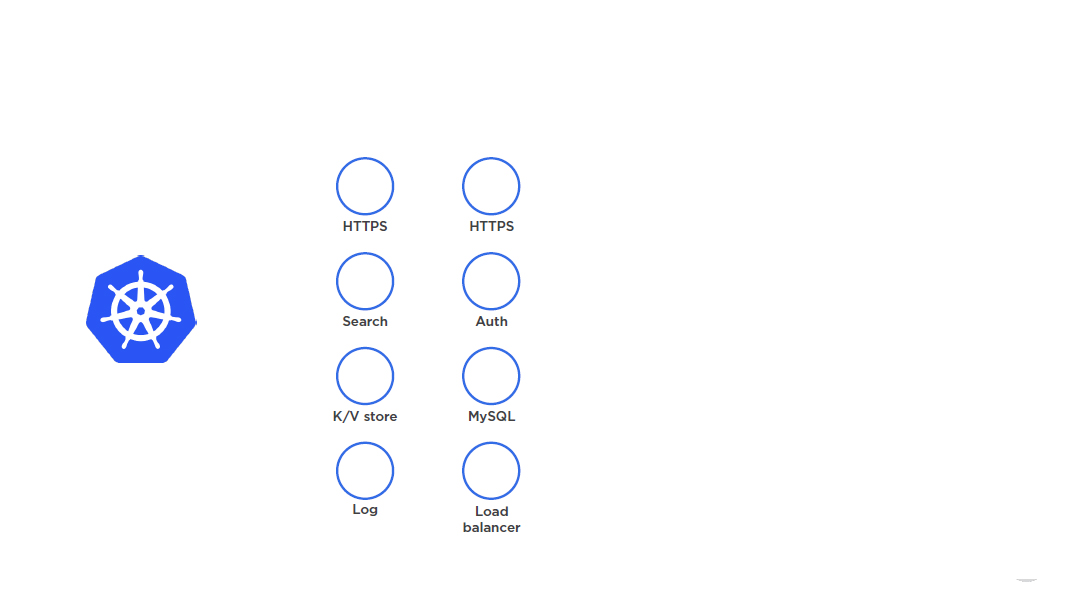 HTTPS
HTTPS
Search
Auth
K/V store
MySQL
Log
Load
balancer